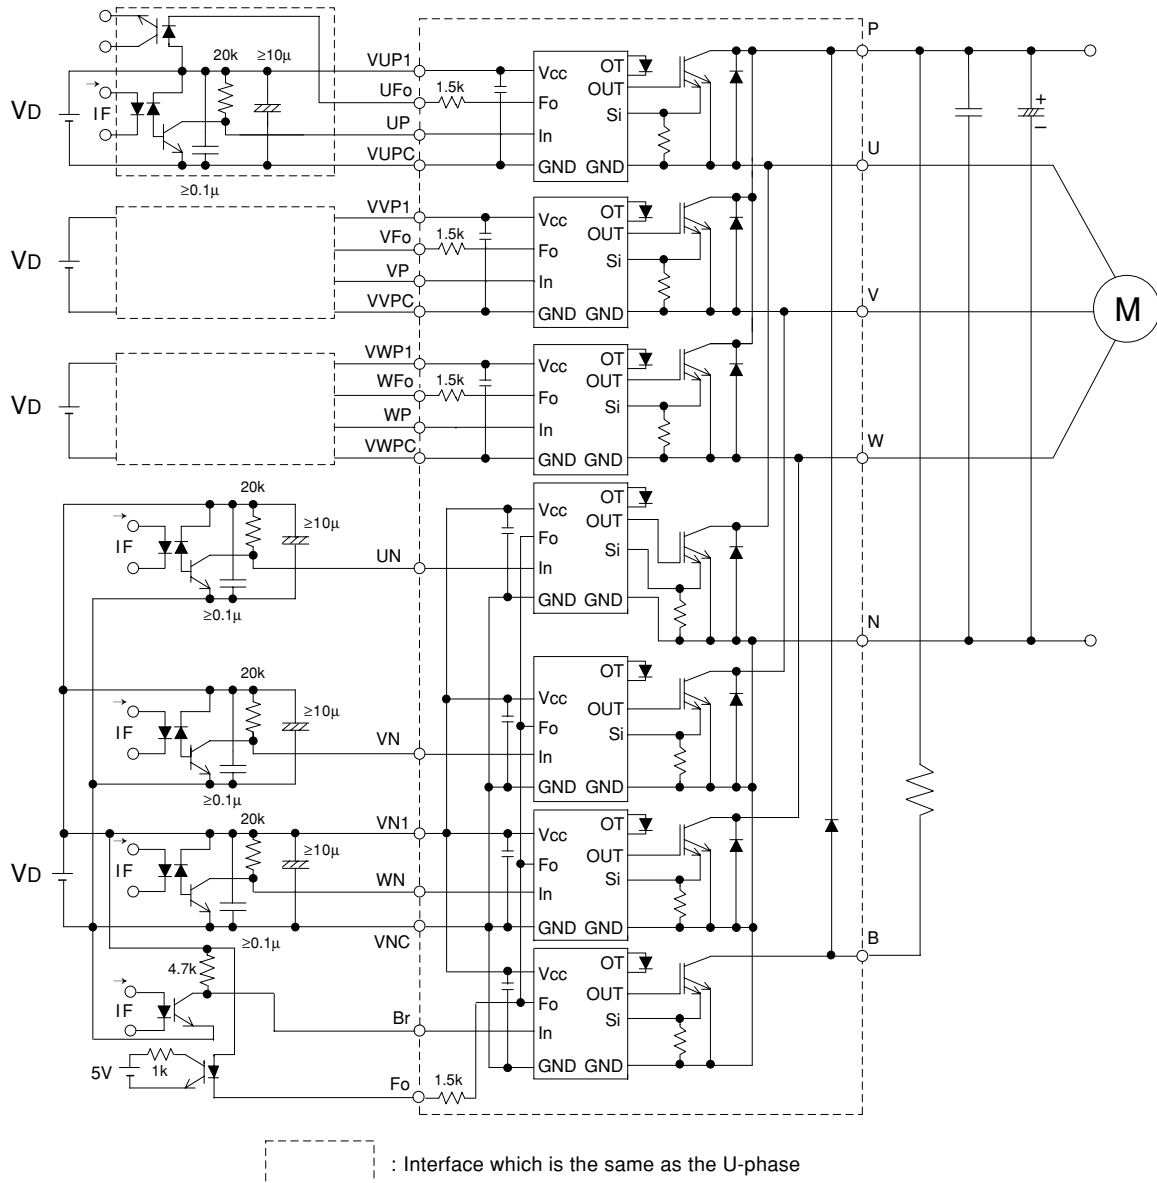 P
20k
≥10μ
VUP1
Vcc
OT
OUT
UFo
1.5k
Fo
VD
IF
Si
+
–
UP
In
VUPC
GND GND
U
≥0.1μ
VVP1
Vcc
OT
OUT
VFo
1.5k
Fo
VD
Si
VP
In
VVPC
GND GND
V
M
VWP1
Vcc
OT
OUT
WFo
1.5k
Fo
VD
Si
WP
In
VWPC
GND GND
W
20k
≥10μ
IF
UN
Vcc
OT
OUT
Fo
Si
In
GND GND
≥0.1μ
N
20k
≥10μ
IF
VN
Vcc
OT
OUT
Fo
Si
In
GND GND
≥0.1μ
20k
VN1
≥10μ
VD
IF
WN
Vcc
OT
OUT
Fo
Si
In
GND GND
≥0.1μ
VNC
B
4.7k
IF
Br
Vcc
OT
OUT
Fo
Si
In
GND GND
5V
1k
Fo
1.5k
: Interface which is the same as the U-phase